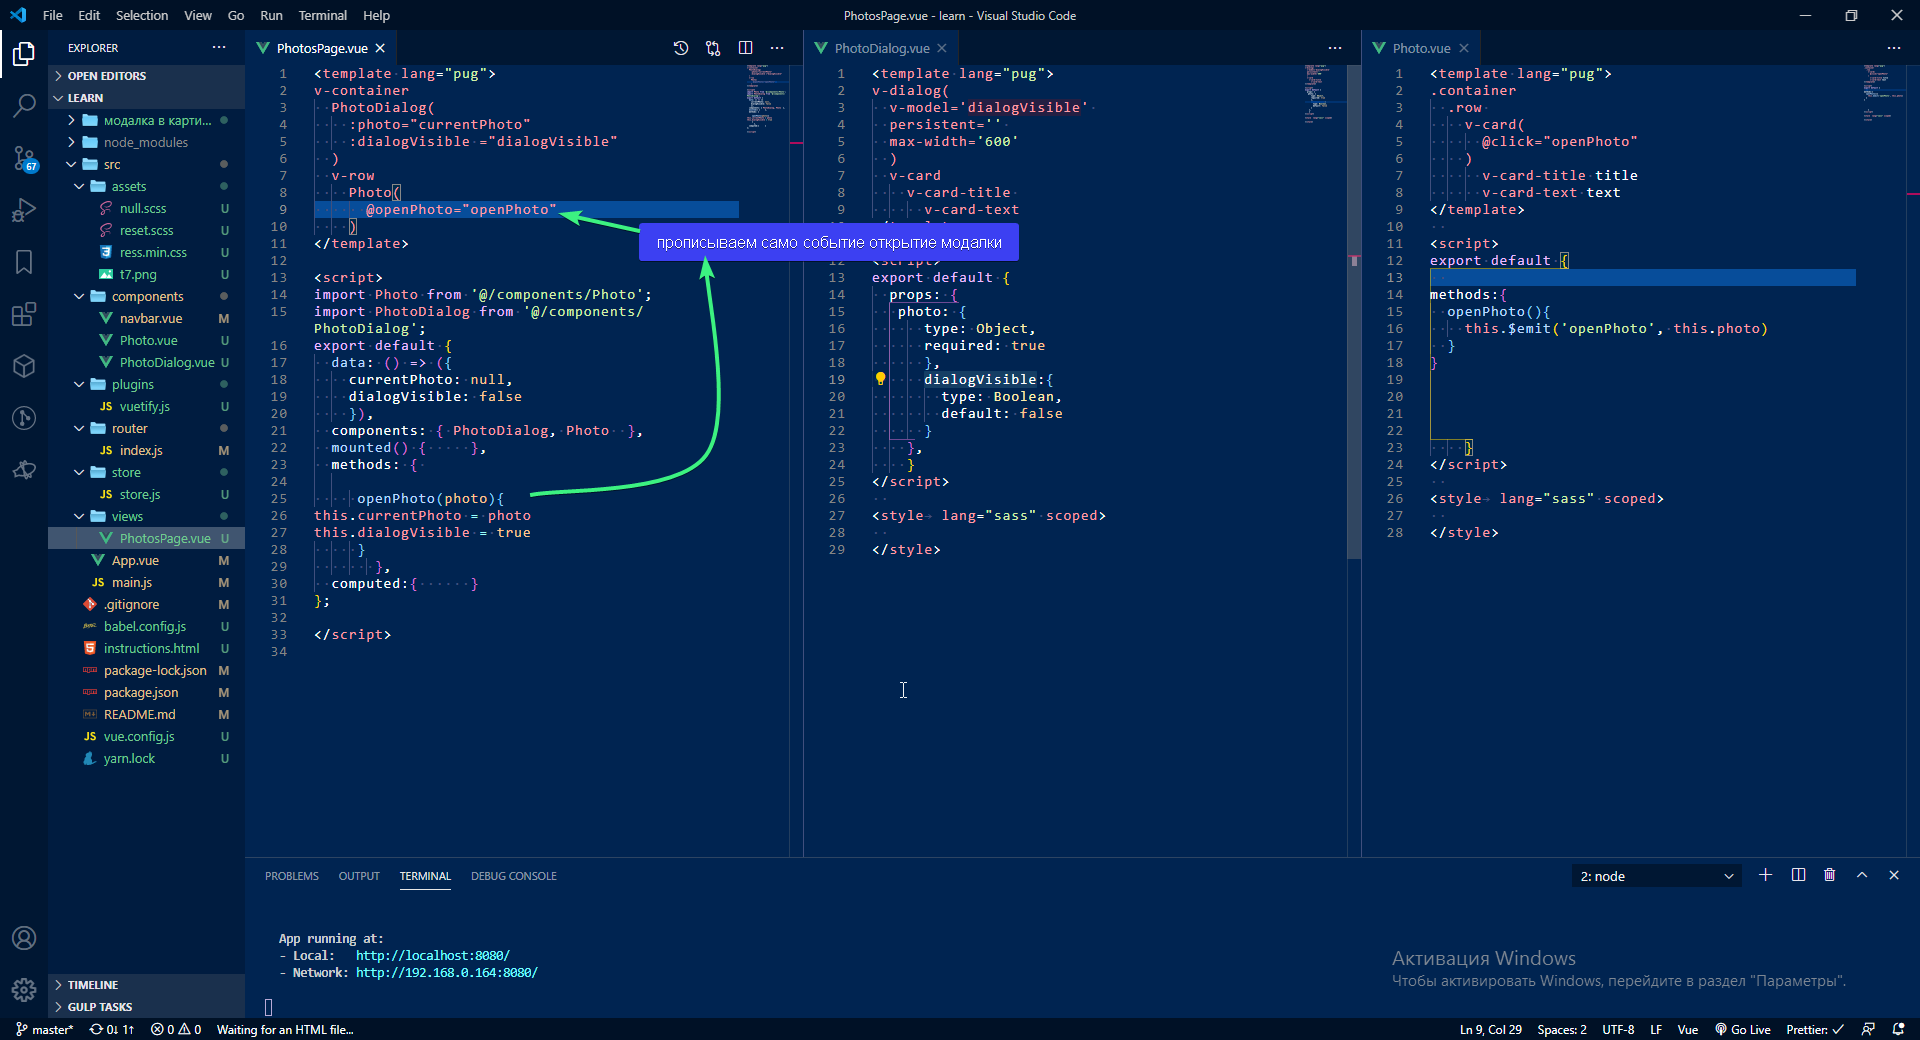 File Edit Selection View Go Run Terminal Help
PhotosPage.vue - learn - Visual Studio Code
EXPLORER
OPEN EDITORS
LEARN
модалка в карти...
node_modules
src
assets
null.scss U
reset.scss U
ress.min.css U
t7.png U
components
navbar.vue M
Photo.vue U
PhotoDialog.vue U
plugins
JS vuetify.js U
router
JS index.js M
store
JS store.js U
views
PhotosPage.vue U
App.vue M
JS main.js M
.gitignore M
babel.config.js U
instructions.html U
package-lock.json M
package.json M
README.md M
JS vue.config.js U
yarn.lock U
TIMELINE
GULP TASKS
67
PhotosPage.vue
1 <template lang="pug">
2 v-container
3 PhotoDialog(
4 :photo="currentPhoto"
5 :dialogVisible ="dialogVisible"
6 )
7 v-row
8 Photo(
9 @openPhoto="openPhoto"
10 )
11 </template>
12
13 <script>
14 import Photo from '@/components/Photo';
15 import PhotoDialog from '@/components/
PhotoDialog';
16 export default {
17 data: () => ({
18 currentPhoto: null,
19 dialogVisible: false
20 }),
21 components: { PhotoDialog, Photo },
22 mounted() { },
23 methods: {
24
25 openPhoto(photo){
26 this.currentPhoto = photo
27 this.dialogVisible = true
28 }
29 },
30 computed:{ }
31 };
32
33 </script>
34
прописываем само событие открытие модалки
PhotoDialog.vue
1 <template lang="pug">
2 v-dialog(
3 v-model='dialogVisible'
4 persistent=''
5 max-width='600'
6 )
7 v-card
8 v-card-title
9 v-card-text
12 <script>
13 export default {
14 props: {
15 photo: {
16 type: Object,
17 required: true
18 },
19 dialogVisible:{
20 type: Boolean,
21 default: false
22 }
23 },
24 }
25 </script>
26
27 <style lang="sass" scoped>
28
29 </style>
Photo.vue
1 <template lang="pug">
2 .container
3 .row
4 v-card(
5 @click="openPhoto"
6 )
7 v-card-title title
8 v-card-text text
9 </template>
10
11 <script>
12 export default {
13
14 methods:{
15 openPhoto(){
16 this.$emit('openPhoto', this.photo)
17 }
18 }
19
20
21
22
23 }
24 </script>
25
26 <style lang="sass" scoped>
27
28 </style>
PROBLEMS OUTPUT TERMINAL DEBUG CONSOLE
2: node
App running at:
- Local: http://localhost:8080/
- Network: http://192.168.0.164:8080/
Активация Windows
Чтобы активировать Windows, перейдите в раздел "Параметры".
master* 0↓ 1↑ 0 0 Waiting for an HTML file...
Ln 9, Col 29 Spaces: 2 UTF-8 LF Vue Go Live Prettier: ✓